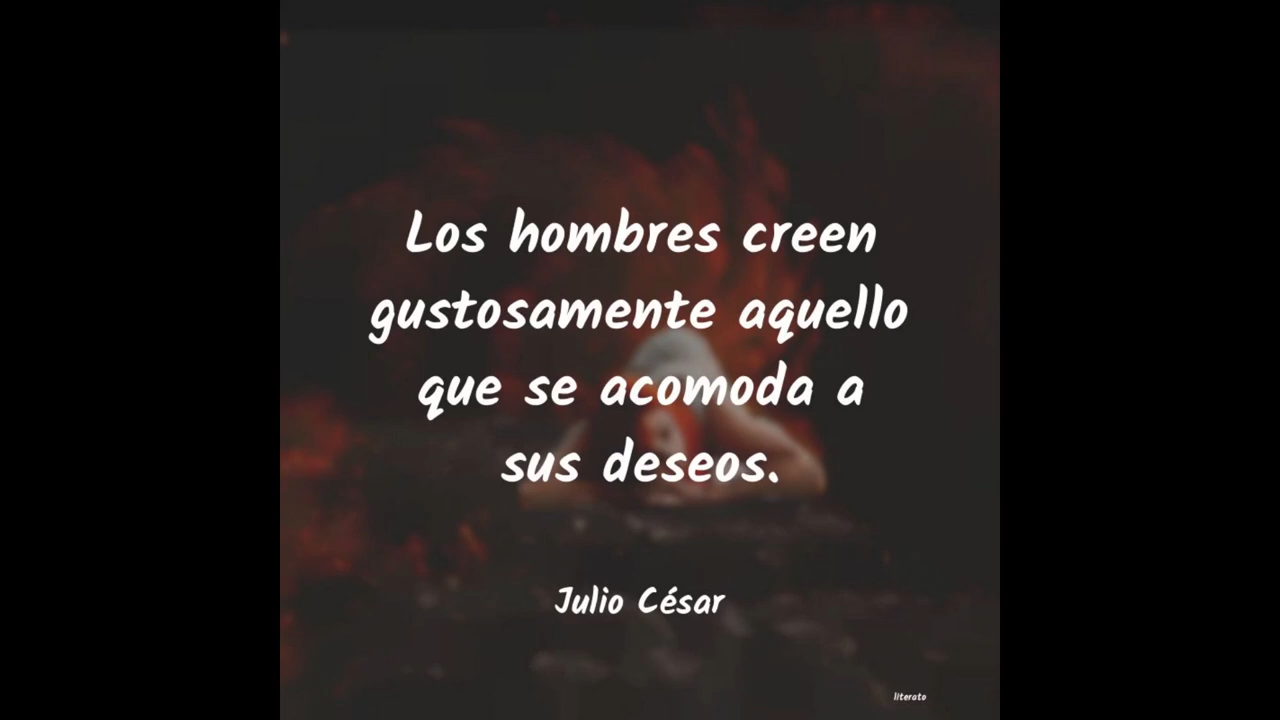 Los hombres creen
gustosamente aquello
que se acomoda a
sus deseos.
Julio César
literato